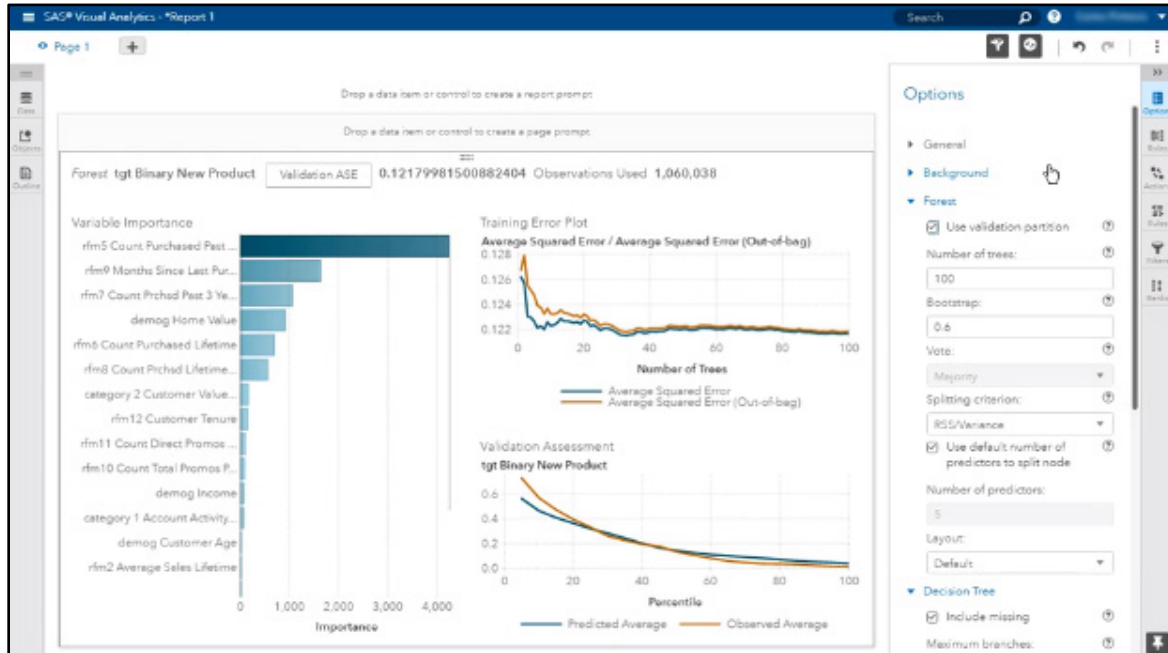 SAS® Visual Analytics - *Report 1
Search
Page 1
Drop a data item or control to create a report prompt
Data
Objects
Outline
Drop a data item or control to create a page prompt
Forest tgt Binary New Product
Validation ASE
0.12179981500882404 Observations Used 1,060,038
Variable Importance
rfm5 Count Purchased Past ...
rfm9 Months Since Last Pur...
rfm7 Count Prchsd Past 3 Ye...
demog Home Value
rfm6 Count Purchased Lifetime
rfm8 Count Prchsd Lifetime...
category 2 Customer Value...
rfm12 Customer Tenure
rfm11 Count Direct Promos ...
rfm10 Count Total Promos P...
demog Income
category 1 Account Activity...
demog Customer Age
rfm2 Average Sales Lifetime
0 1,000 2,000 3,000 4,000
Importance
Training Error Plot
Average Squared Error / Average Squared Error (Out-of-bag)
0.128
0.126
0.124
0.122
0 20 40 60 80 100
Number of Trees
Average Squared Error
Average Squared Error (Out-of-bag)
Validation Assessment
tgt Binary New Product
0.6
0.4
0.2
0.0
0 20 40 60 80 100
Percentile
Predicted Average Observed Average
Options
General
Background
Forest
Use validation partition
Number of trees:
100
Bootstrap:
0.6
Vote:
Majority
Splitting criterion:
RSS/Variance
Use default number of
predictors to split node
Number of predictors:
5
Layout:
Default
Decision Tree
Include missing
Maximum branches: